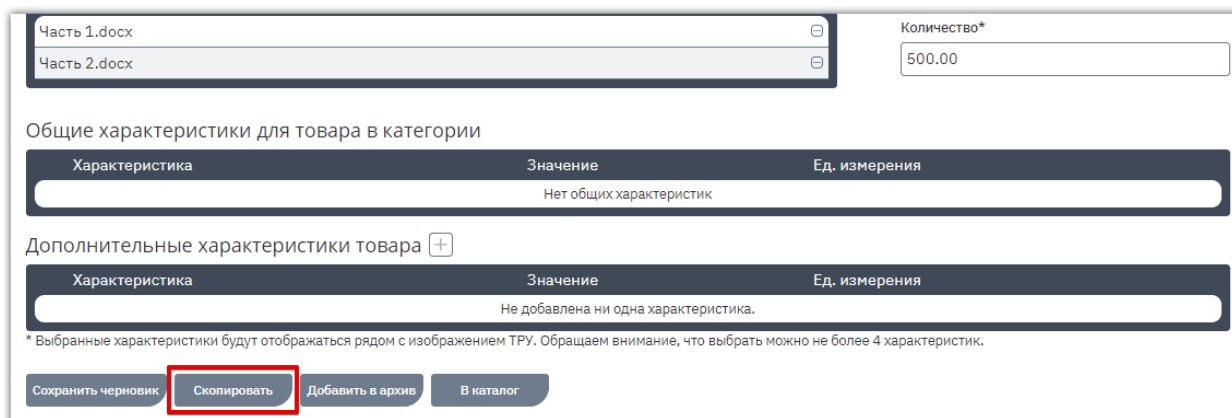 Часть 1.docx
Количество*
Часть 2.docx
500.00
Общие характеристики для товара в категории
Характеристика Значение Ед. измерения
Нет общих характеристик
Дополнительные характеристики товара
Характеристика Значение Ед. измерения
Не добавлена ни одна характеристика.
* Выбранные характеристики будут отображаться рядом с изображением ТРУ. Обращаем внимание, что выбрать можно не более 4 характеристик.
Сохранить черновик Скопировать Добавить в архив В каталог